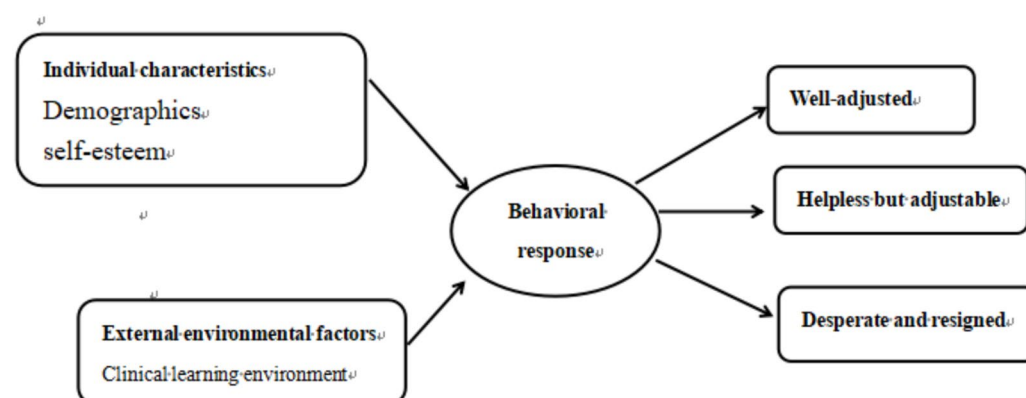 Individual characteristics
Demographics
self-esteem
External environmental factors
Clinical learning environment
Behavioral
response
Well-adjusted
Helpless but adjustable
Desperate and resigned